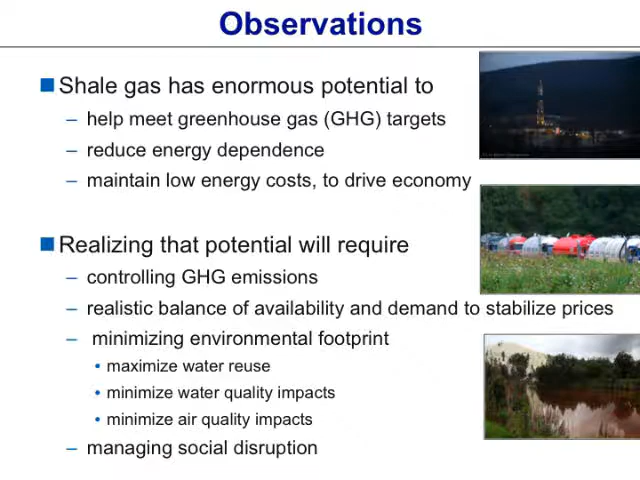 Observations
Shale gas has enormous potential to
– help meet greenhouse gas (GHG) targets
– reduce energy dependence
– maintain low energy costs, to drive economy
Realizing that potential will require
– controlling GHG emissions
– realistic balance of availability and demand to stabilize prices
– minimizing environmental footprint
• maximize water reuse
• minimize water quality impacts
• minimize air quality impacts
– managing social disruption